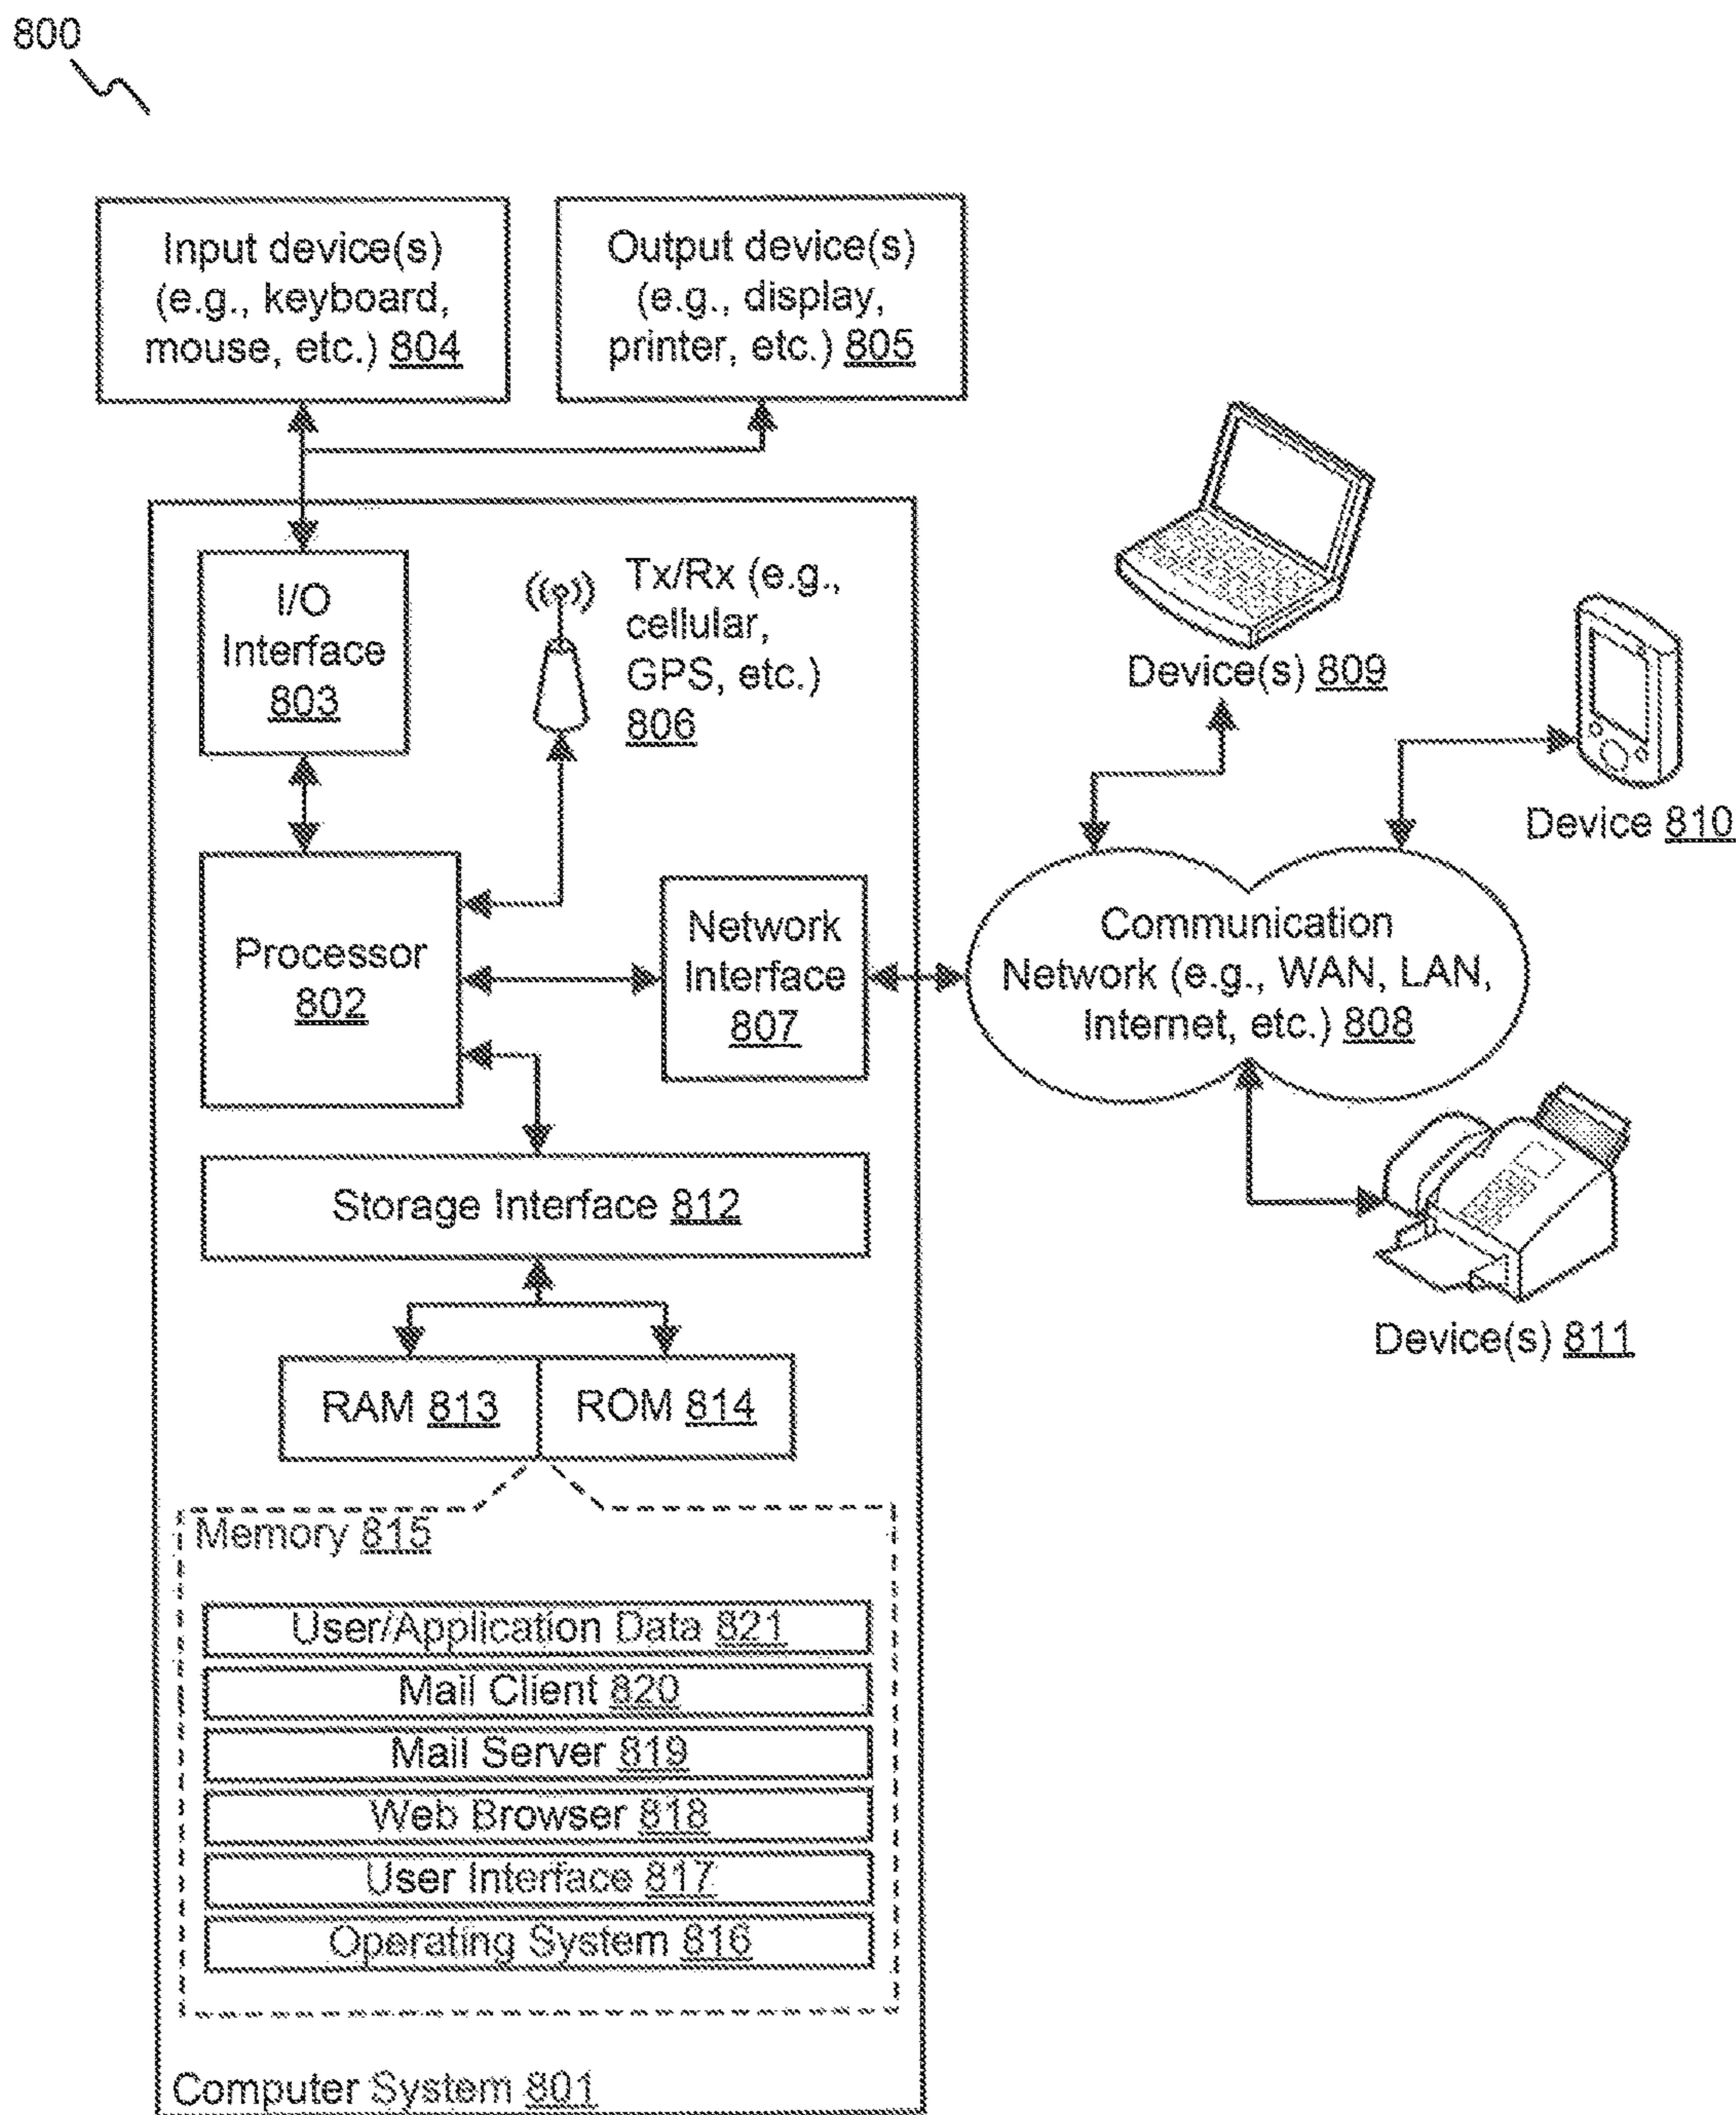 800
Input device(s)
(e.g., keyboard,
mouse, etc.) 804
Output device(s)
(e.g., display,
printer, etc.) 805
I/O
Interface
803
Tx/Rx (e.g.,
cellular,
GPS, etc.)
806
Device(s) 809
Device 810
Processor
802
Network
Interface
807
Communication
Network (e.g., WAN, LAN,
Internet, etc.) 808
Storage Interface 812
Device(s) 811
RAM 813
ROM 814
Memory 815
User/Application Data 821
Mail Client 820
Mail Server 819
Web Browser 818
User Interface 817
Operating System 816
Computer System 801